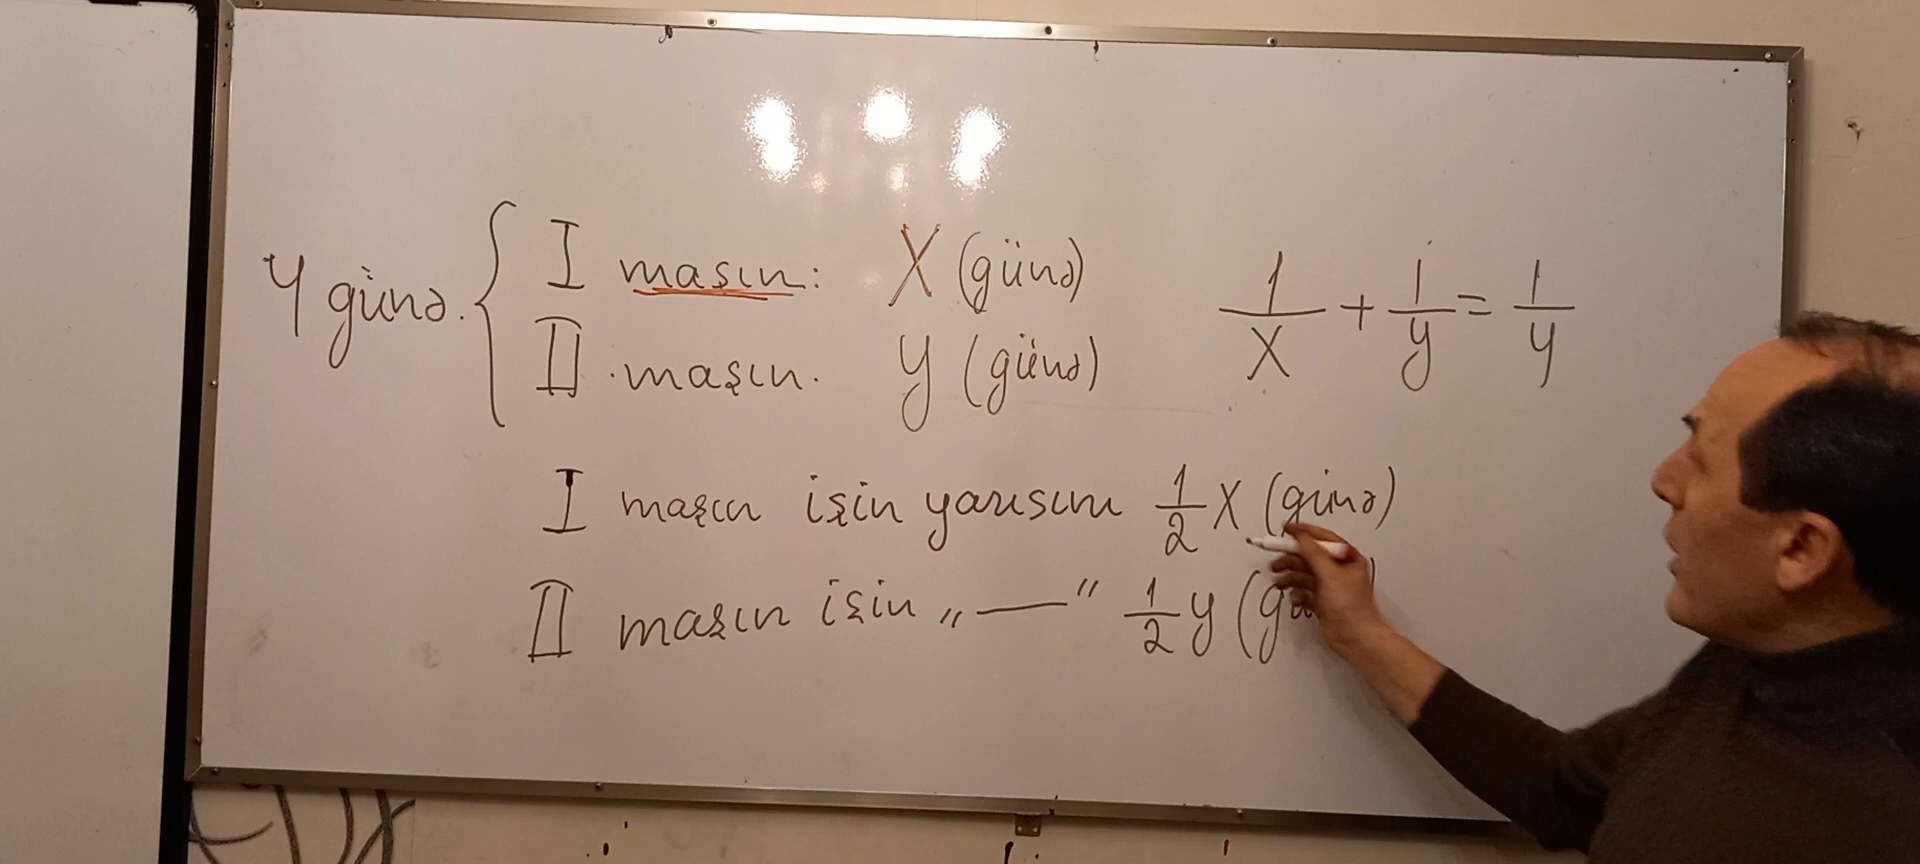 4 günə. { I maşın: X (günə)
II maşın. y (günə)
1/X + 1/y = 1/4
I maşın işin yarısını 1/2 X (günə)
II maşın işin „—" 1/2 y (gü